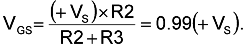 V_GS = (+ V_S) × R2 / R2 + R3 = 0.99(+ V_S).